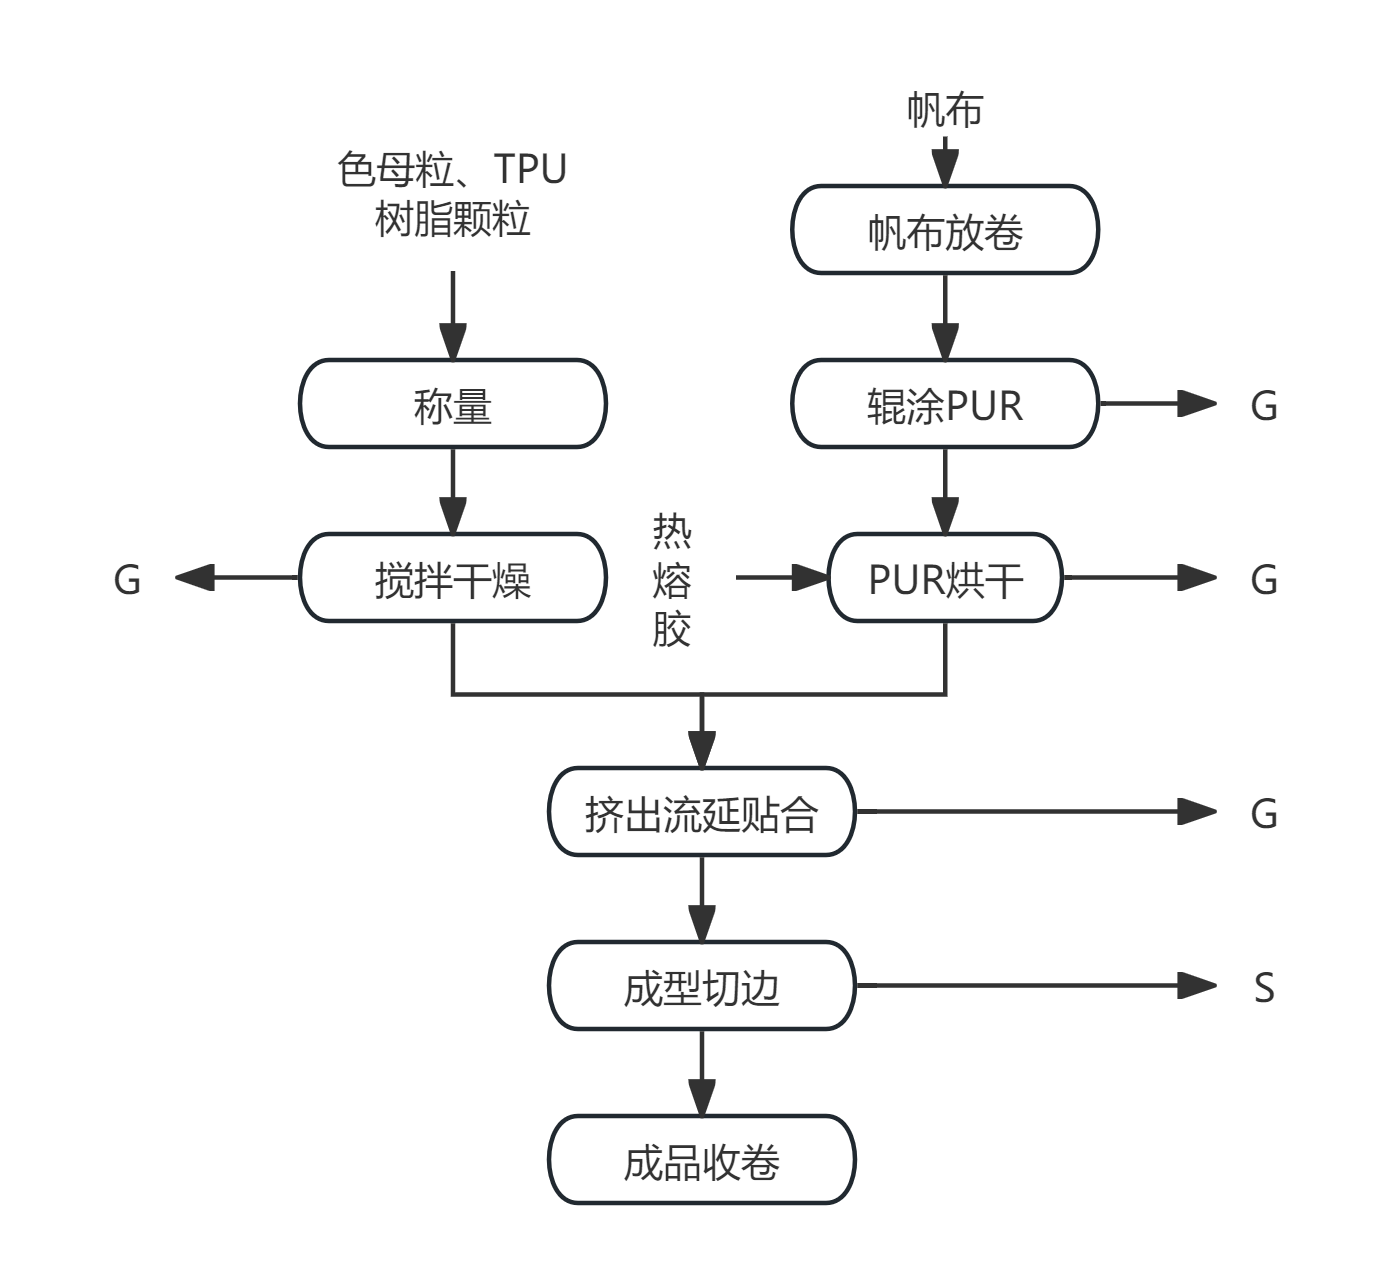 帆布
色母粒、TPU
树脂颗粒
帆布放卷
称量
辊涂PUR
G
G
搅拌干燥
热
熔
胶
PUR烘干
G
挤出流延贴合
G
成型切边
S
成品收卷